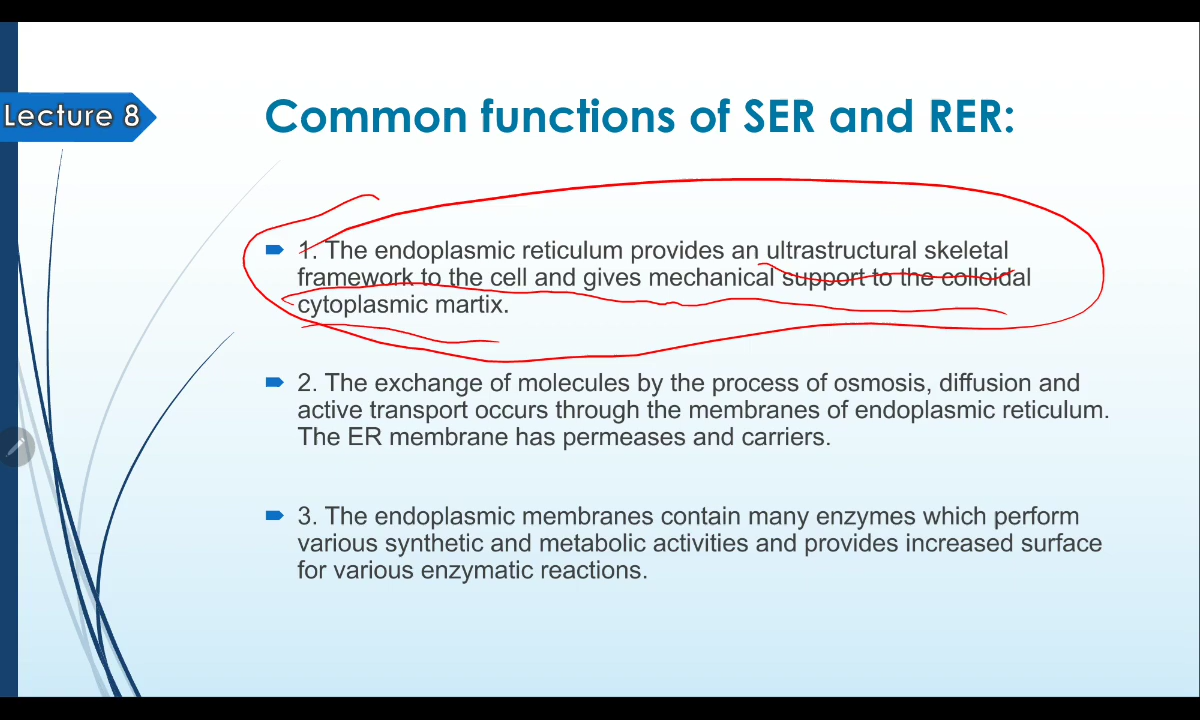 Lecture 8
Common functions of SER and RER:
1. The endoplasmic reticulum provides an ultrastructural skeletal
framework to the cell and gives mechanical support to the colloidal
cytoplasmic martix.
2. The exchange of molecules by the process of osmosis, diffusion and
active transport occurs through the membranes of endoplasmic reticulum.
The ER membrane has permeases and carriers.
3. The endoplasmic membranes contain many enzymes which perform
various synthetic and metabolic activities and provides increased surface
for various enzymatic reactions.